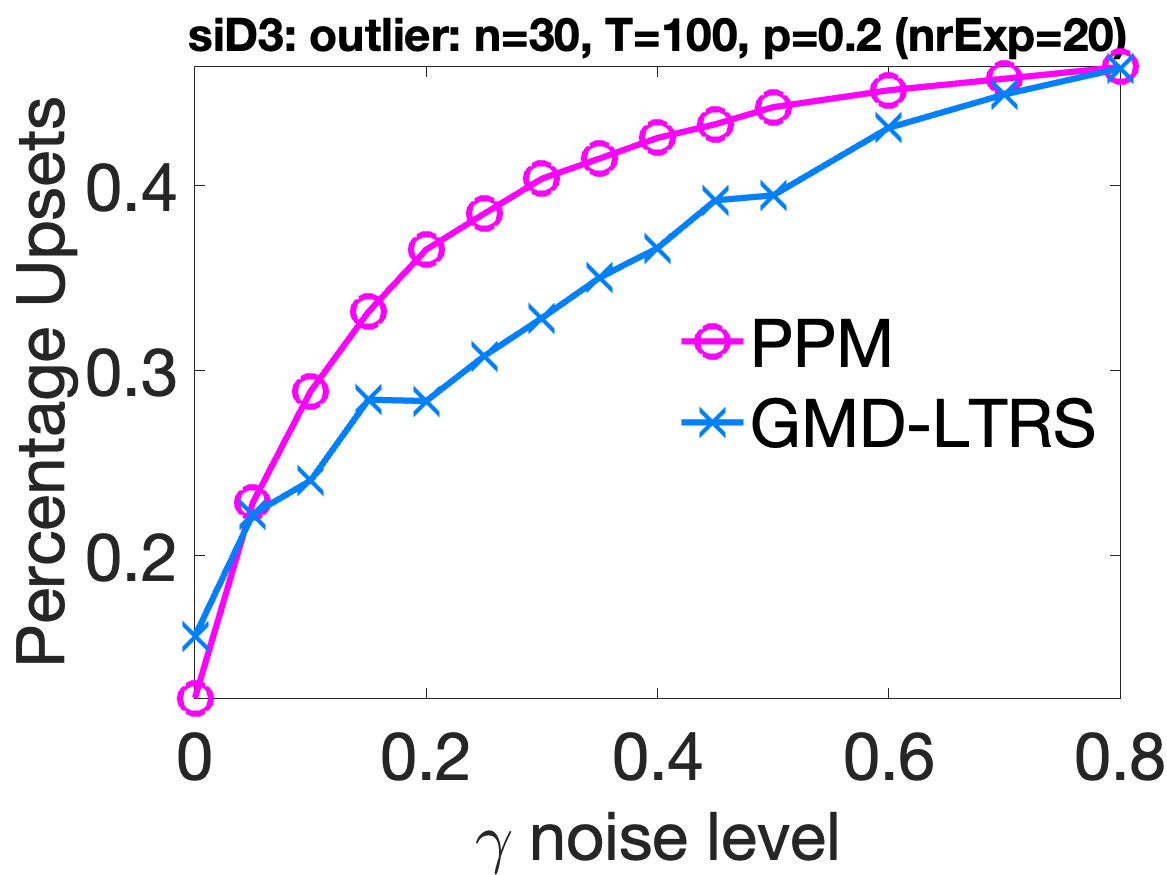 siD3: outlier: n=30, T=100, p=0.2 (nrExp=20)
Percentage Upsets
0.4
0.3
0.2
PPM
GMD-LTRS
0 0.2 0.4 0.6 0.8
γ noise level